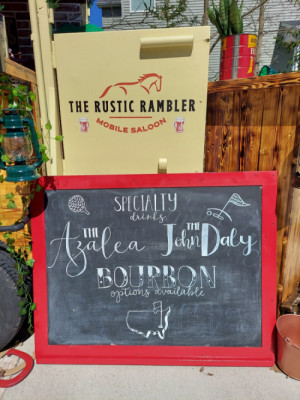 THE RUSTIC RAMBLER
MOBILE SALOON
SPECIALTY
drinks
THE Azalea
THE John Daly
BOURBON
options available